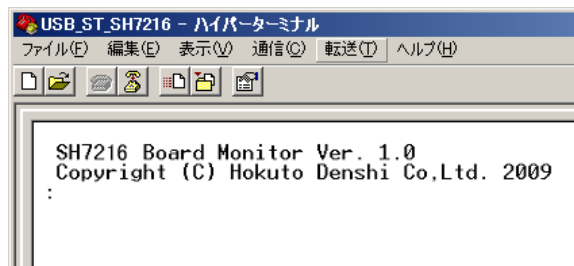 USB_ST_SH7216 - ハイパーターミナル
ファイル(F) 編集(E) 表示(V) 通信(C) 転送(T) ヘルプ(H)
SH7216 Board Monitor Ver. 1.0
Copyright (C) Hokuto Denshi Co,Ltd. 2009
: